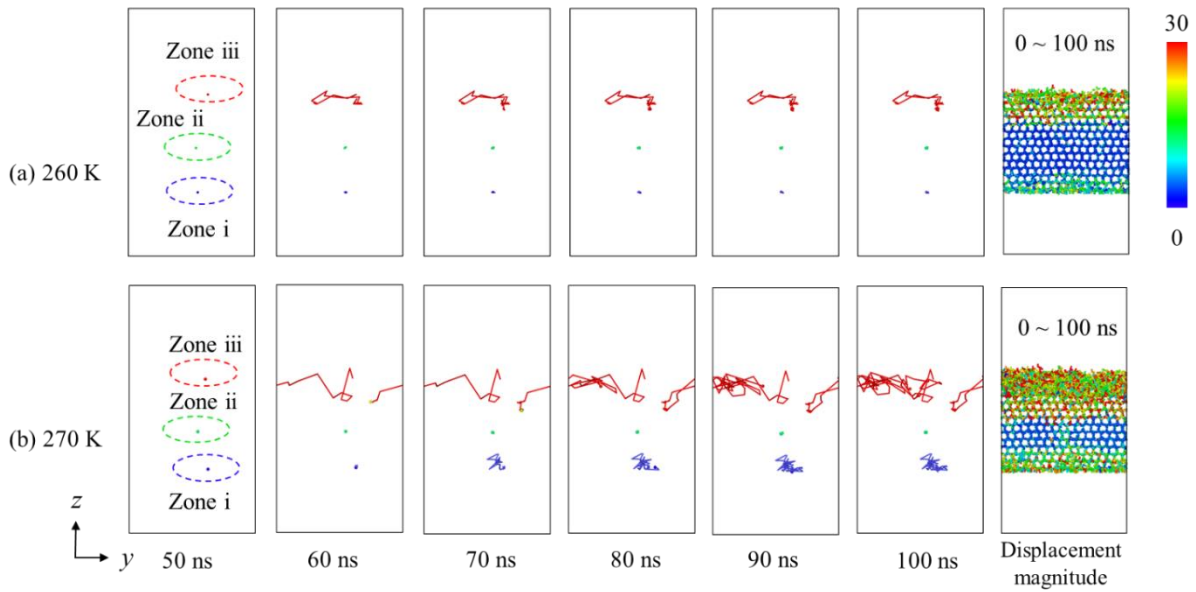 Zone iii
Zone ii
Zone i
(a) 260 K
0 ~ 100 ns
30
0
Zone iii
Zone ii
Zone i
(b) 270 K
0 ~ 100 ns
z
y
50 ns
60 ns
70 ns
80 ns
90 ns
100 ns
Displacement
magnitude